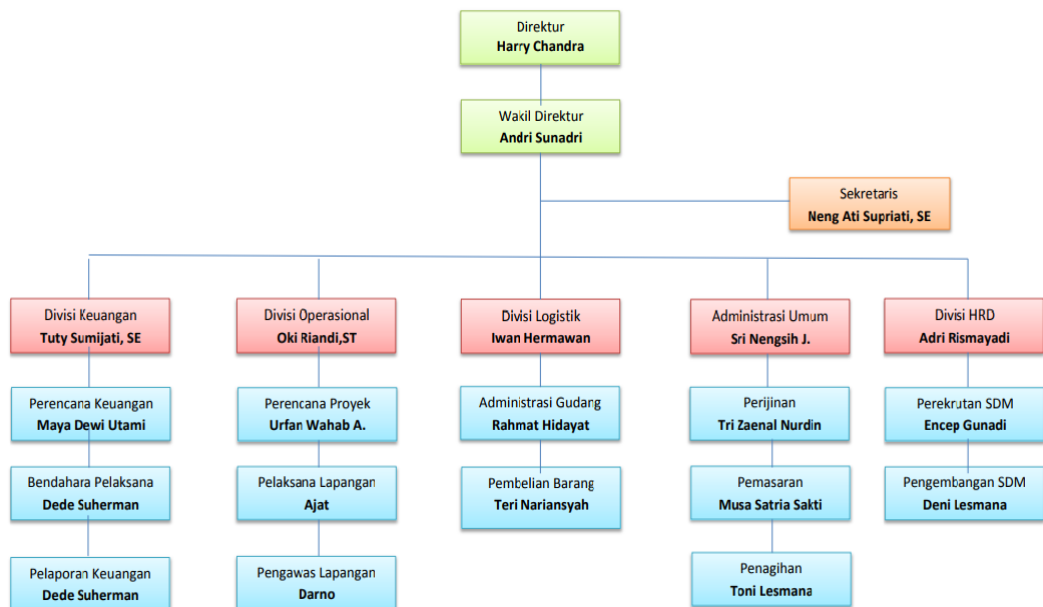 Direktur
Harry Chandra
Wakil Direktur
Andri Sunadri
Sekretaris
Neng Ati Supriati, SE
Divisi Keuangan
Tuty Sumijati, SE
Divisi Operasional
Oki Riandi,ST
Divisi Logistik
Iwan Hermawan
Administrasi Umum
Sri Nengsih J.
Divisi HRD
Adri Rismayadi
Perencana Keuangan
Maya Dewi Utami
Perencana Proyek
Urfan Wahab A.
Administrasi Gudang
Rahmat Hidayat
Perijinan
Tri Zaenal Nurdin
Perekrutan SDM
Encep Gunadi
Bendahara Pelaksana
Dede Suherman
Pelaksana Lapangan
Ajat
Pembelian Barang
Teri Nariansyah
Pemasaran
Musa Satria Sakti
Pengembangan SDM
Deni Lesmana
Pelaporan Keuangan
Dede Suherman
Pengawas Lapangan
Darno
Penagihan
Toni Lesmana